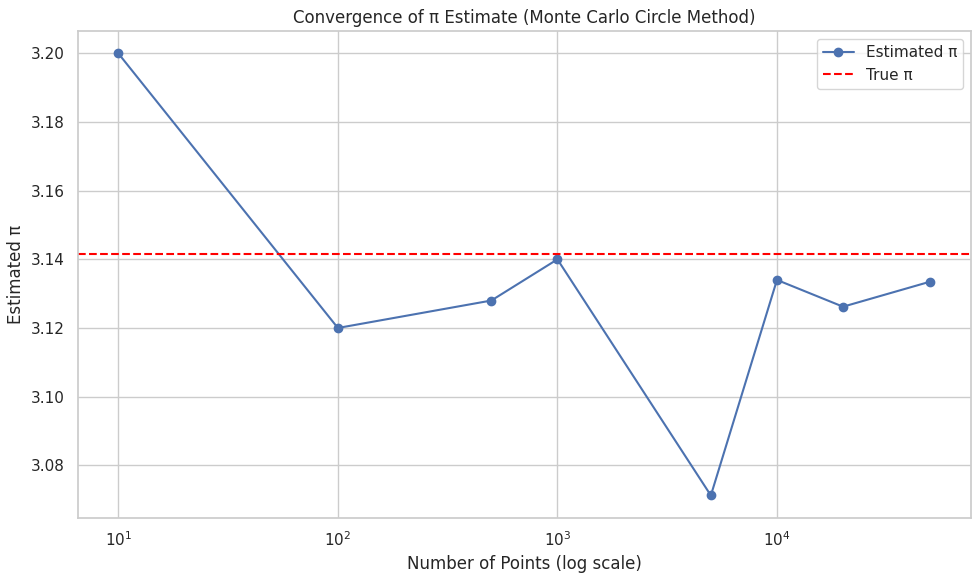 Convergence of π Estimate (Monte Carlo Circle Method)
Estimated π
True π
3.20
3.18
3.16
3.14
3.12
3.10
3.08
Estimated π
10¹
10²
10³
10⁴
Number of Points (log scale)